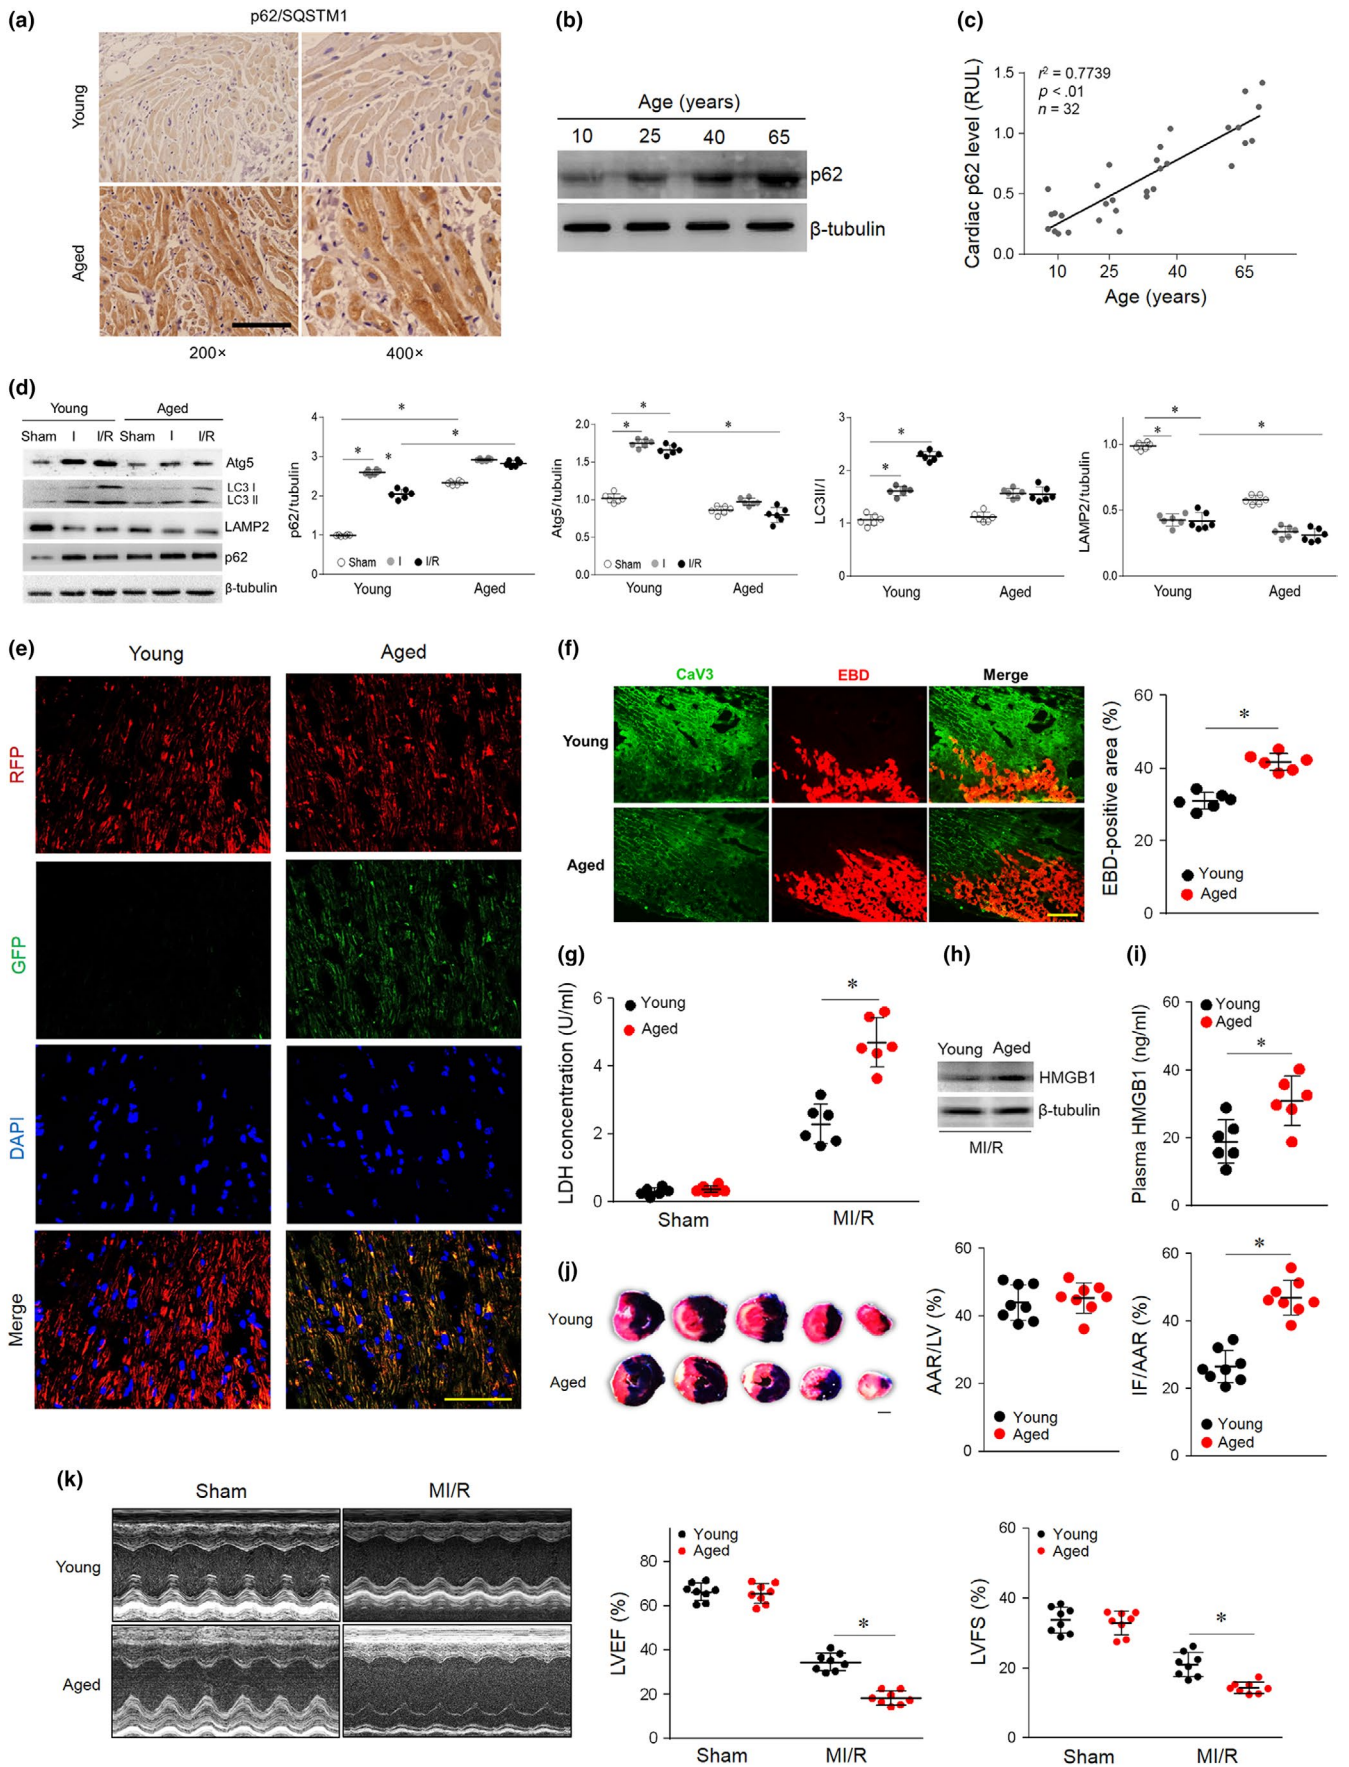 (a)
p62/SQSTM1
Young
Aged
200×
400×
(b)
Age (years)
10 25 40 65
p62
β-tubulin
(c)
Cardiac p62 level (RUL)
1.5
1.0
0.5
0.0
r² = 0.7739
p < .01
n = 32
10 25 40 65
Age (years)
(d)
Young Aged
Sham I I/R Sham I I/R
Atg5
LC3 I
LC3 II
LAMP2
p62
β-tubulin
p62/tubulin
4
3
2
1
0
* * * *
Sham I I/R
Young Aged
Atg5/tubulin
2.0
1.5
1.0
0.5
0.0
* * *
Sham I I/R
Young Aged
LC3II/I
3
2
1
0
* *
Young Aged
LAMP2/tubulin
1.0
0.5
0.0
* * *
Young Aged
(e)
Young Aged
RFP
GFP
DAPI
Merge
(f)
CaV3 EBD Merge
Young
Aged
EBD-positive area (%)
60
40
20
0
*
Young
Aged
(g)
LDH concentration (U/ml)
6
4
2
0
Young
Aged
*
Sham MI/R
(h)
Young Aged
HMGB1
β-tubulin
MI/R
(i)
Plasma HMGB1 (ng/ml)
60
40
20
0
Young
Aged
*
(j)
Young
Aged
AAR/LV (%)
60
40
20
0
Young
Aged
IF/AAR (%)
60
40
20
0
*
Young
Aged
(k)
Sham MI/R
Young
Aged
LVEF (%)
80
60
40
20
0
Young
Aged
*
Sham MI/R
LVFS (%)
60
40
20
0
Young
Aged
*
Sham MI/R